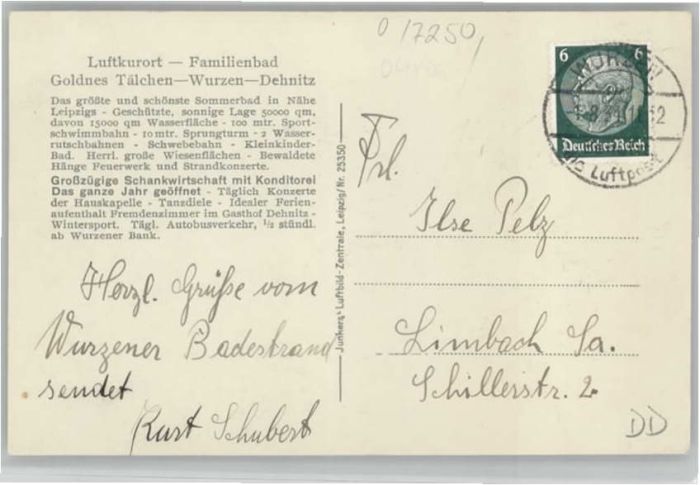 0 17250,
Luftkurort — Familienbad
Goldnes Tälchen—Wurzen—Dehnitz
Das größte und schönste Sommerbad in Nähe
Leipzigs - Geschützte, sonnige Lage 50000 qm,
davon 15000 qm Wasserfläche - 100 mtr. Sport-
schwimmbahn - 10 mtr. Sprungturm - 2 Wasser-
rutschbahnen - Schwebebahn - Kleinkinder-
Bad. Herrl. große Wiesenflächen - Bewaldete
Hänge Feuerwerk und Strandkonzerte.
Großzügige Schankwirtschaft mit Konditorei
Das ganze Jahr geöffnet - Täglich Konzerte
der Hauskapelle - Tanzdiele - Idealer Ferien-
aufenthalt Fremdenzimmer im Gasthof Dehnitz -
Wintersport. Tägl. Autobusverkehr, ½ stündl.
ab Wurzener Bank.
Herzl. Grüße vom
Wurzener Badestrand
sendet
Kurt Schubert
Junkers-Luftbild-Zentrale, Leipzig/Nr. 23350
6 6
Deutsches Reich
WURZEN
Luftpost
Frl.
Ilse Pelz
Limbach Sa.
Schillerstr. 2.
DD